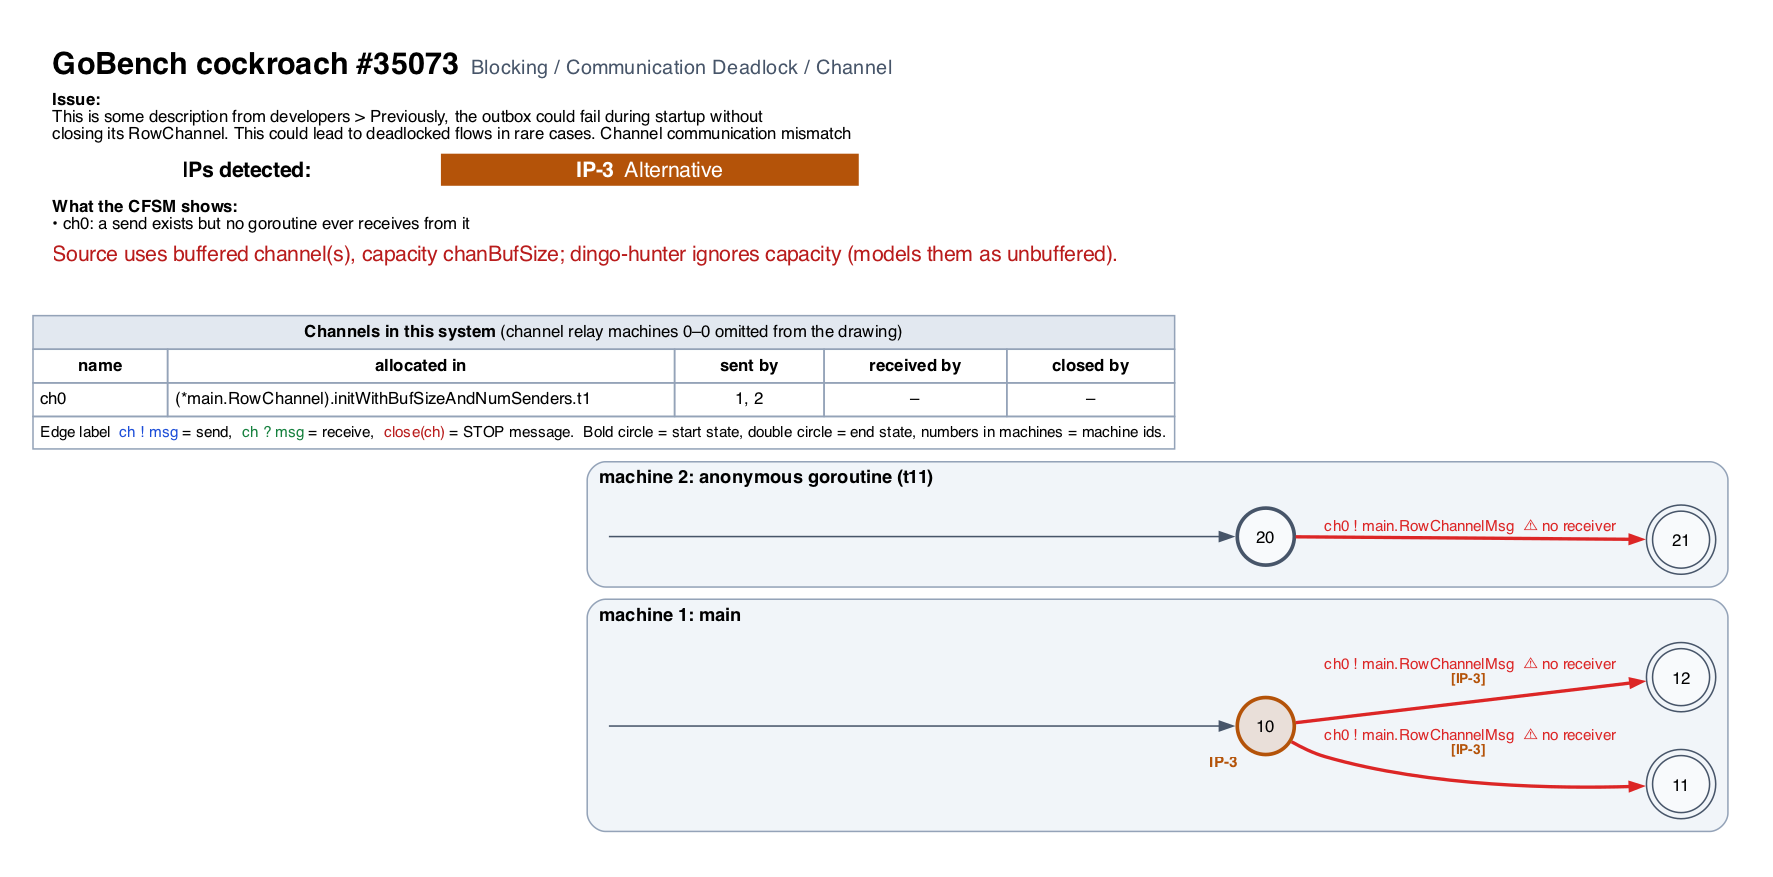 GoBench cockroach #35073 Blocking / Communication Deadlock / Channel
Issue:
This is some description from developers > Previously, the outbox could fail during startup without
closing its RowChannel. This could lead to deadlocked flows in rare cases. Channel communication mismatch
IPs detected: IP-3 Alternative
What the CFSM shows:
• ch0: a send exists but no goroutine ever receives from it
Source uses buffered channel(s), capacity chanBufSize; dingo-hunter ignores capacity (models them as unbuffered).
Channels in this system (channel relay machines 0–0 omitted from the drawing)
name allocated in sent by received by closed by
ch0 (*main.RowChannel).initWithBufSizeAndNumSenders.t1 1, 2 – –
Edge label ch ! msg = send, ch ? msg = receive, close(ch) = STOP message. Bold circle = start state, double circle = end state, numbers in machines = machine ids.
machine 2: anonymous goroutine (t11)
ch0 ! main.RowChannelMsg ⚠ no receiver
20
21
machine 1: main
ch0 ! main.RowChannelMsg ⚠ no receiver
[IP-3]
12
10
ch0 ! main.RowChannelMsg ⚠ no receiver
[IP-3]
IP-3
11